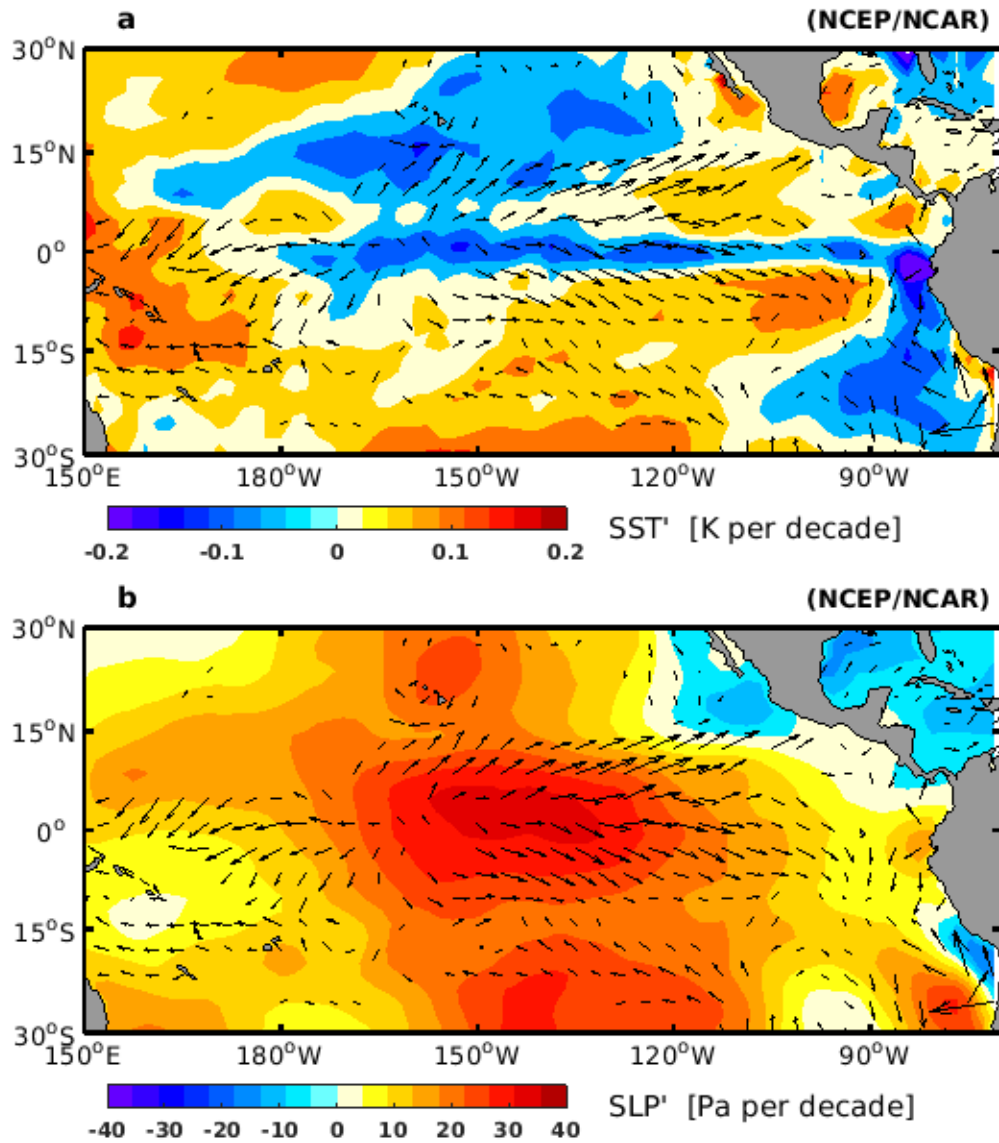 a (NCEP/NCAR)
30°N
15°N
0°
15°S
30°S
150°E 180°W 150°W 120°W 90°W
-0.2 -0.1 0 0.1 0.2
SST' [K per decade]
b (NCEP/NCAR)
30°N
15°N
0°
15°S
30°S
150°E 180°W 150°W 120°W 90°W
-40 -30 -20 -10 0 10 20 30 40
SLP' [Pa per decade]